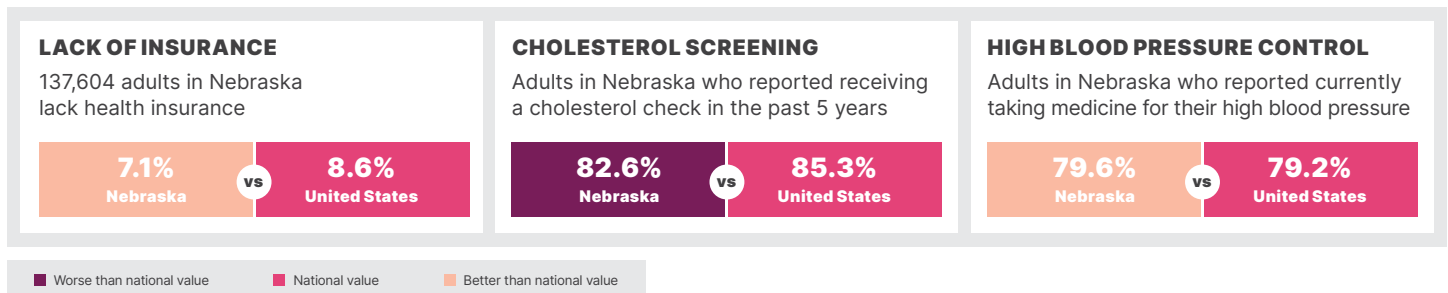 LACK OF INSURANCE
137,604 adults in Nebraska
lack health insurance
7.1%
Nebraska
vs
8.6%
United States
CHOLESTEROL SCREENING
Adults in Nebraska who reported receiving
a cholesterol check in the past 5 years
82.6%
Nebraska
vs
85.3%
United States
HIGH BLOOD PRESSURE CONTROL
Adults in Nebraska who reported currently
taking medicine for their high blood pressure
79.6%
Nebraska
vs
79.2%
United States
Worse than national value
National value
Better than national value